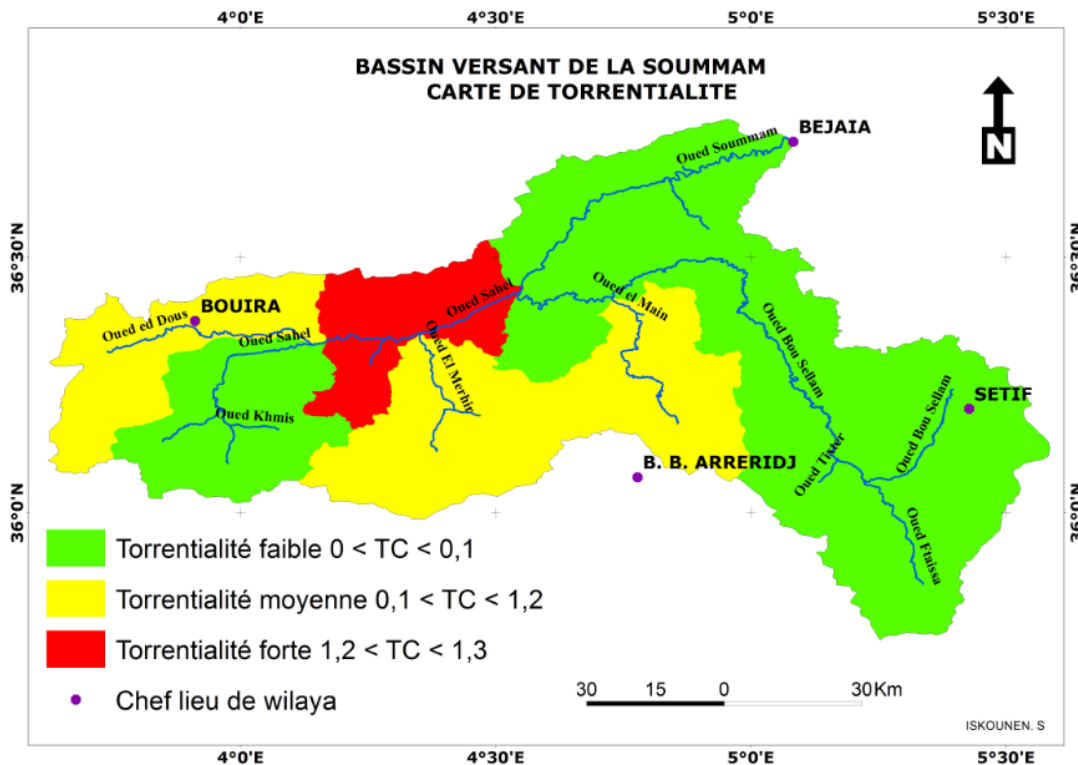 4°0'E 4°30'E 5°0'E 5°30'E
BASSIN VERSANT DE LA SOUMMAM
CARTE DE TORRENTIALITE
N
BEJAIA
Oued Soummam
36°30'N 36°30'N
Oued Sahel
Oued el Main
BOUIRA
Oued ed Dous
Oued Sahel
Oued El Merhir
Oued Bou Sellam
Oued Bou Sellam
SETIF
Oued Khmis
B. B. ARRERIDJ
Oued Tixter
36°0'N 36°0'N
Oued Ftaissa
Torrentialité faible 0 < TC < 0,1
Torrentialité moyenne 0,1 < TC < 1,2
Torrentialité forte 1,2 < TC < 1,3
Chef lieu de wilaya
30 15 0 30Km
ISKOUNEN. S
4°0'E 4°30'E 5°0'E 5°30'E